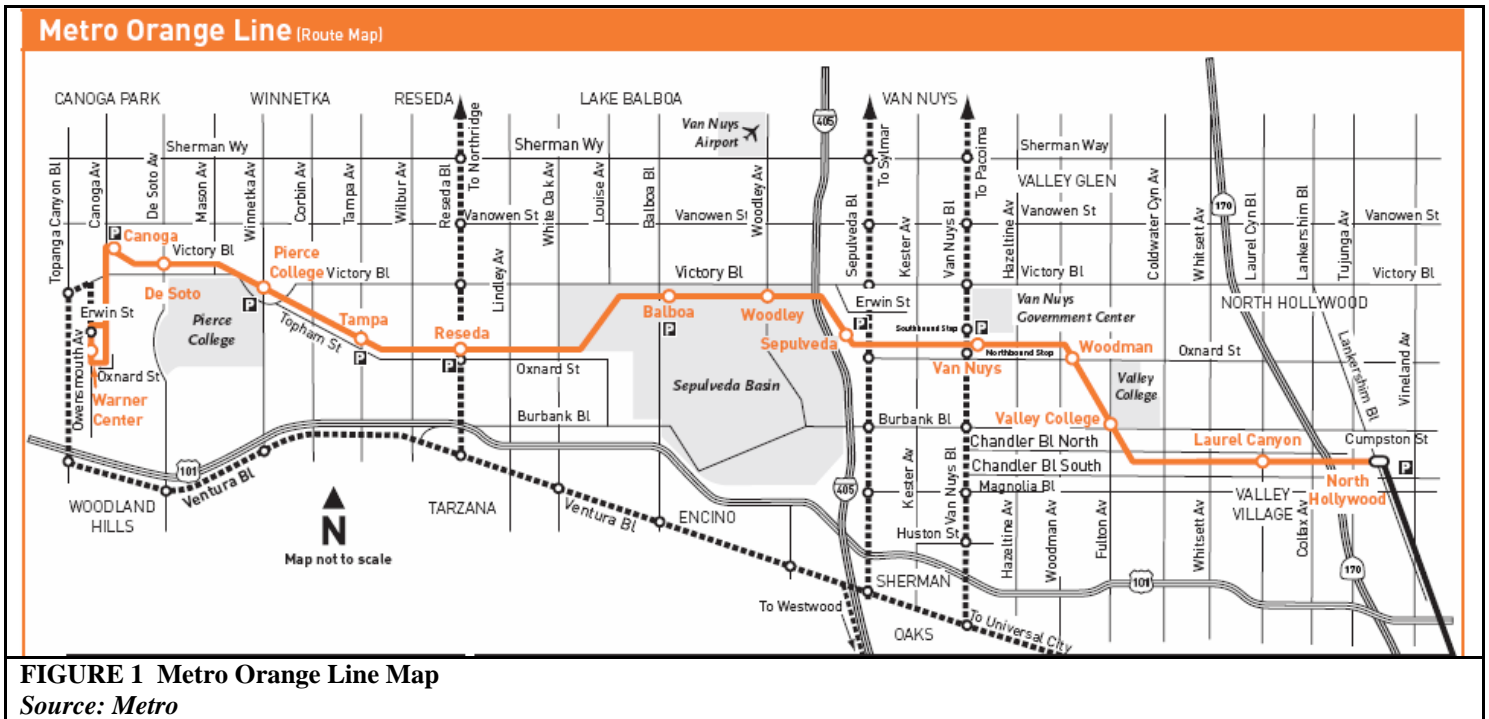 Metro Orange Line (Route Map)
CANOGA PARK
WINNETKA
RESEDA
LAKE BALBOA
VAN NUYS
405
Van Nuys
Airport
Sherman Wy
Sherman Wy
Sherman Way
Topanga Canyon Bl
Canoga Av
De Soto Av
Mason Av
Winnetka Av
Corbin Av
Tampa Av
Wilbur Av
Reseda Bl
To Northridge
White Oak Av
Louise Av
Balboa Bl
Woodley Av
Sepulveda Bl
To Sylmar
Kester Av
Van Nuys Bl
To Pacoima
Hazeltine Av
Coldwater Cyn Av
Whitsett Av
Laurel Cyn Bl
Lankershim Bl
Tujunga Av
VALLEY GLEN
170
Vanowen St
Vanowen St
Vanowen St
Vanowen St
P
Canoga
Victory Bl
Pierce
College
Victory Bl
Lindley Av
Victory Bl
Victory Bl
Victory Bl
De Soto
P
Erwin St
Pierce
College
Topham St
Tampa
P
Reseda
P
Balboa
P
Woodley
Erwin St
P
Sepulveda
Southbound Stop
P
Van Nuys
Government Center
NORTH HOLLYWOOD
Northbound Stop
Van Nuys
Woodman
Oxnard St
Lankershim Bl
Vineland Av
Owensmouth Av
Oxnard St
Warner
Center
Oxnard St
Sepulveda Basin
Valley
College
Burbank Bl
Burbank Bl
Valley College
Chandler Bl North
Laurel Canyon
Cumpston St
P
Chandler Bl South
North
Hollywood
Magnolia Bl
101
Ventura Bl
405
WOODLAND
HILLS
N
Map not to scale
TARZANA
Ventura Bl
ENCINO
Kester Av
Van Nuys Bl
Huston St
Hazeltine Av
Woodman Av
Fulton Av
Whitsett Av
VALLEY
VILLAGE
Colfax Av
170
101
To Westwood
SHERMAN
OAKS
To Universal City
FIGURE 1 Metro Orange Line Map
Source: Metro